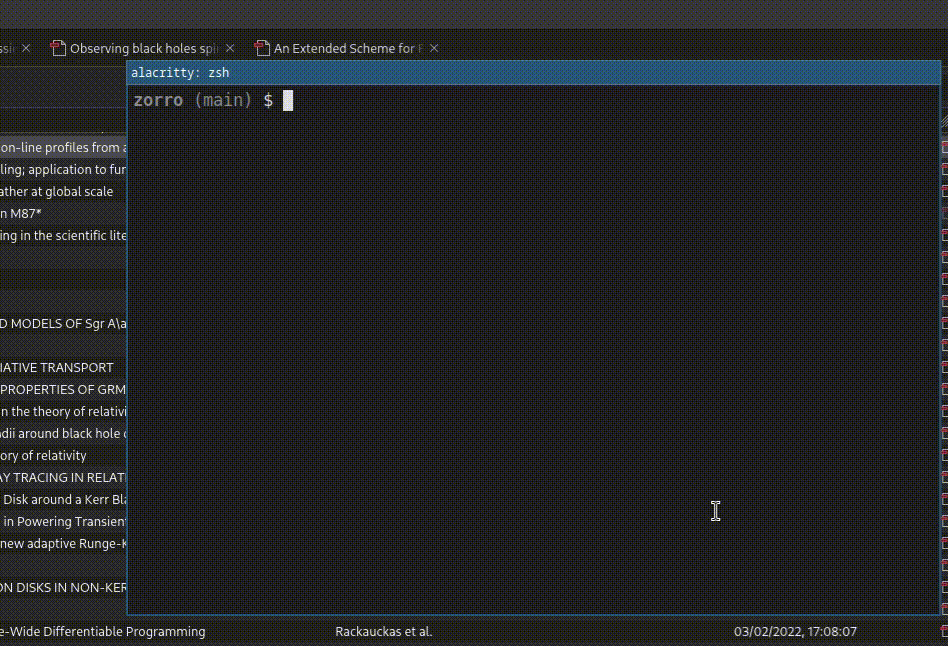 Observing black holes spi
An Extended Scheme for
alacritty: zsh
zorro (main) $
on-line profiles from a
ling; application to fur
ather at global scale
n M87*
ing in the scientific lite
D MODELS OF Sgr A\a
IATIVE TRANSPORT
PROPERTIES OF GRM
n the theory of relativi
dii around black hole
ory of relativity
AY TRACING IN RELAT
Disk around a Kerr Bla
in Powering Transien
new adaptive Runge-K
ON DISKS IN NON-KER
e-Wide Differentiable Programming Rackauckas et al. 03/02/2022, 17:08:07